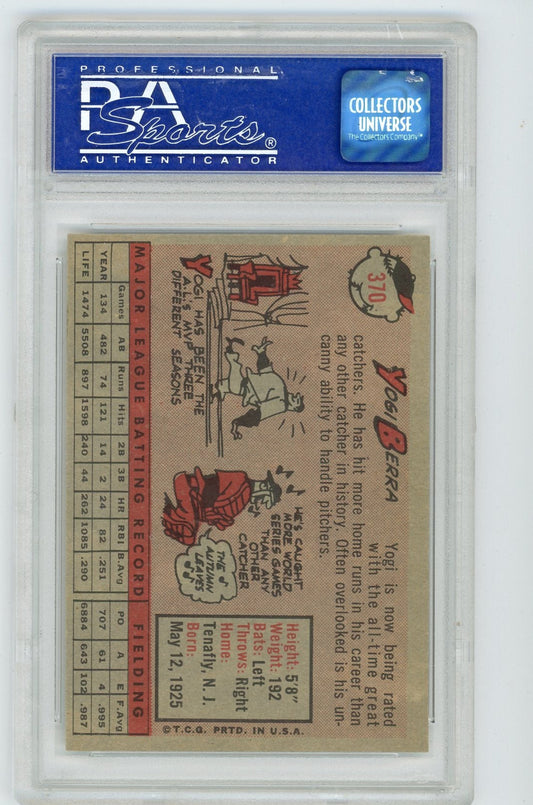 PROFESSIONAL
PSA
Sports®
AUTHENTICATOR
COLLECTORS
UNIVERSE
The Collectors Company™
370
YOGI BERRA
Yogi is now being rated
with the all-time great
catchers. He has hit more home runs in his career than
any other catcher in history. Often overlooked is his un-
canny ability to handle pitchers.
YOGI HAS BEEN THE
A.L.'S MVP THREE
DIFFERENT SEASONS
HE'S CAUGHT
MORE WORLD
SERIES GAMES
THAN ANY
OTHER
CATCHER
THE
AUTUMN
LEAVES
Height: 5'8"
Weight: 192
Bats: Left
Throws: Right
Home:
Tenafly, N. J.
Born:
May 12, 1925
MAJOR LEAGUE BATTING RECORD FIELDING
Games AB Runs Hits 2B 3B HR RBI B.Avg PO A E F.Avg
YEAR 134 482 74 121 14 2 24 82 .251 707 61 4 .995
LIFE 1474 5508 897 1598 240 44 262 1085 .290 6884 643 102 .987
©T.C.G. PRTD. IN U.S.A.